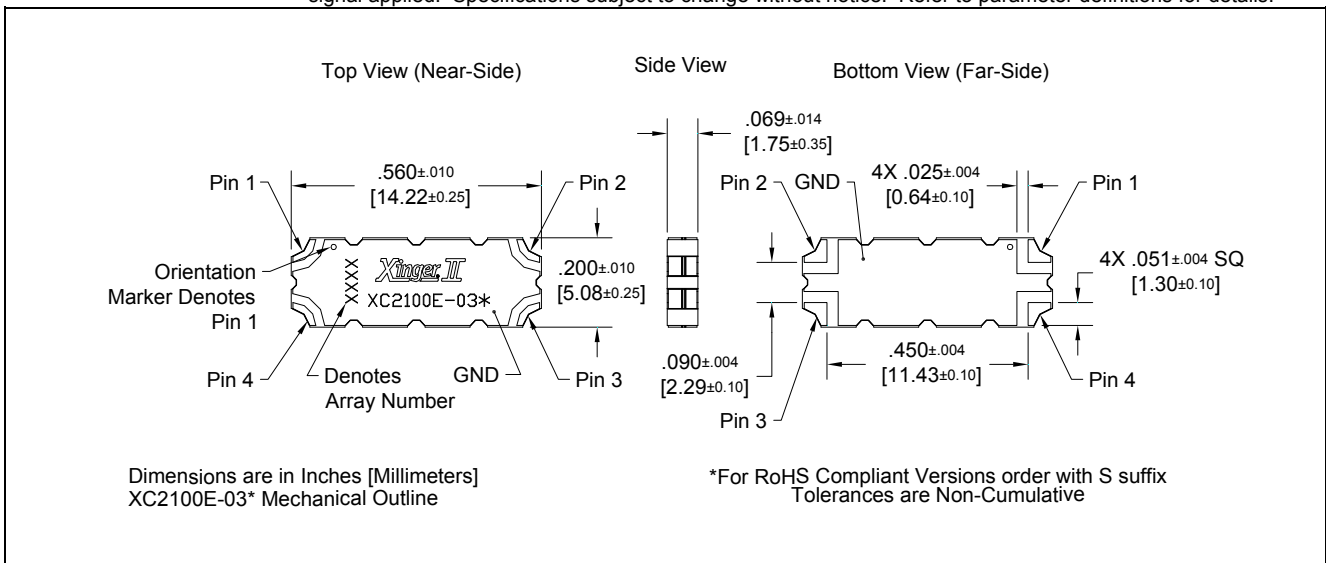 signal applied. Specifications subject to change without notice. Refer to parameter definitions for details.
Top View (Near-Side)
Side View
Bottom View (Far-Side)
.069±.014
[1.75±0.35]
.560±.010
[14.22±0.25]
Pin 1
Pin 2
Pin 2
GND
4X .025±.004
[0.64±0.10]
Pin 1
Orientation
Marker Denotes
Pin 1
XXXX
Xinger II
XC2100E-03*
.200±.010
[5.08±0.25]
4X .051±.004 SQ
[1.30±0.10]
.090±.004
[2.29±0.10]
.450±.004
[11.43±0.10]
Pin 4
Denotes
Array Number
GND
Pin 3
Pin 3
Pin 4
Dimensions are in Inches [Millimeters]
XC2100E-03* Mechanical Outline
*For RoHS Compliant Versions order with S suffix
Tolerances are Non-Cumulative